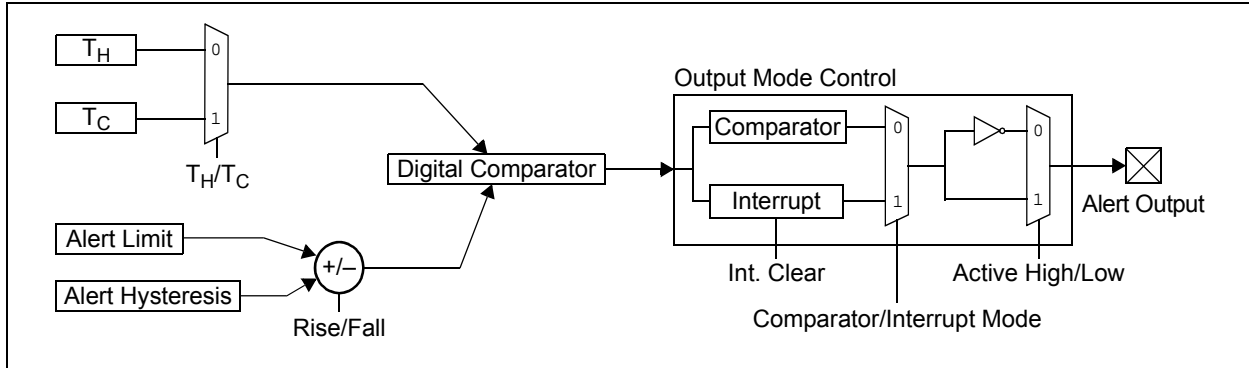 T_H
0
T_C
1
T_H/T_C
Alert Limit
Alert Hysteresis
+/–
Rise/Fall
Digital Comparator
Output Mode Control
Comparator
0
Interrupt
1
0
1
Int. Clear
Active High/Low
Comparator/Interrupt Mode
Alert Output